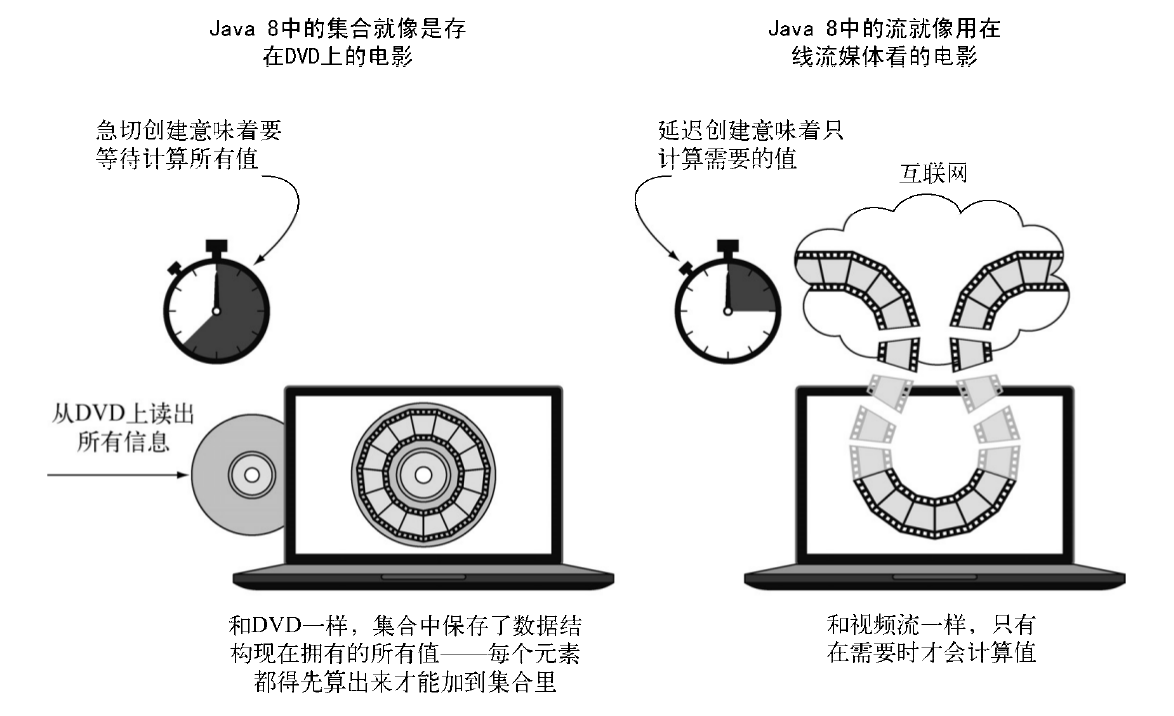 Java 8中的集合就像是存
在DVD上的电影
急切创建意味着要
等待计算所有值
从DVD上读出
所有信息
和DVD一样，集合中保存了数据结
构现在拥有的所有值——每个元素
都得先算出来才能加到集合里
Java 8中的流就像用在
线流媒体看的电影
延迟创建意味着只
计算需要的值
互联网
和视频流一样，只有
在需要时才会计算值